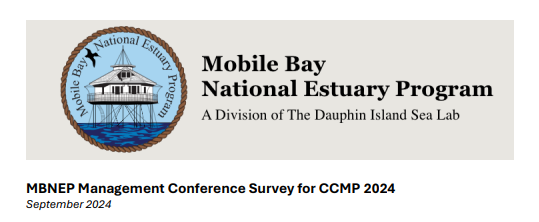 Mobile Bay National Estuary Program
Mobile Bay
National Estuary Program
A Division of The Dauphin Island Sea Lab
MBNEP Management Conference Survey for CCMP 2024
September 2024